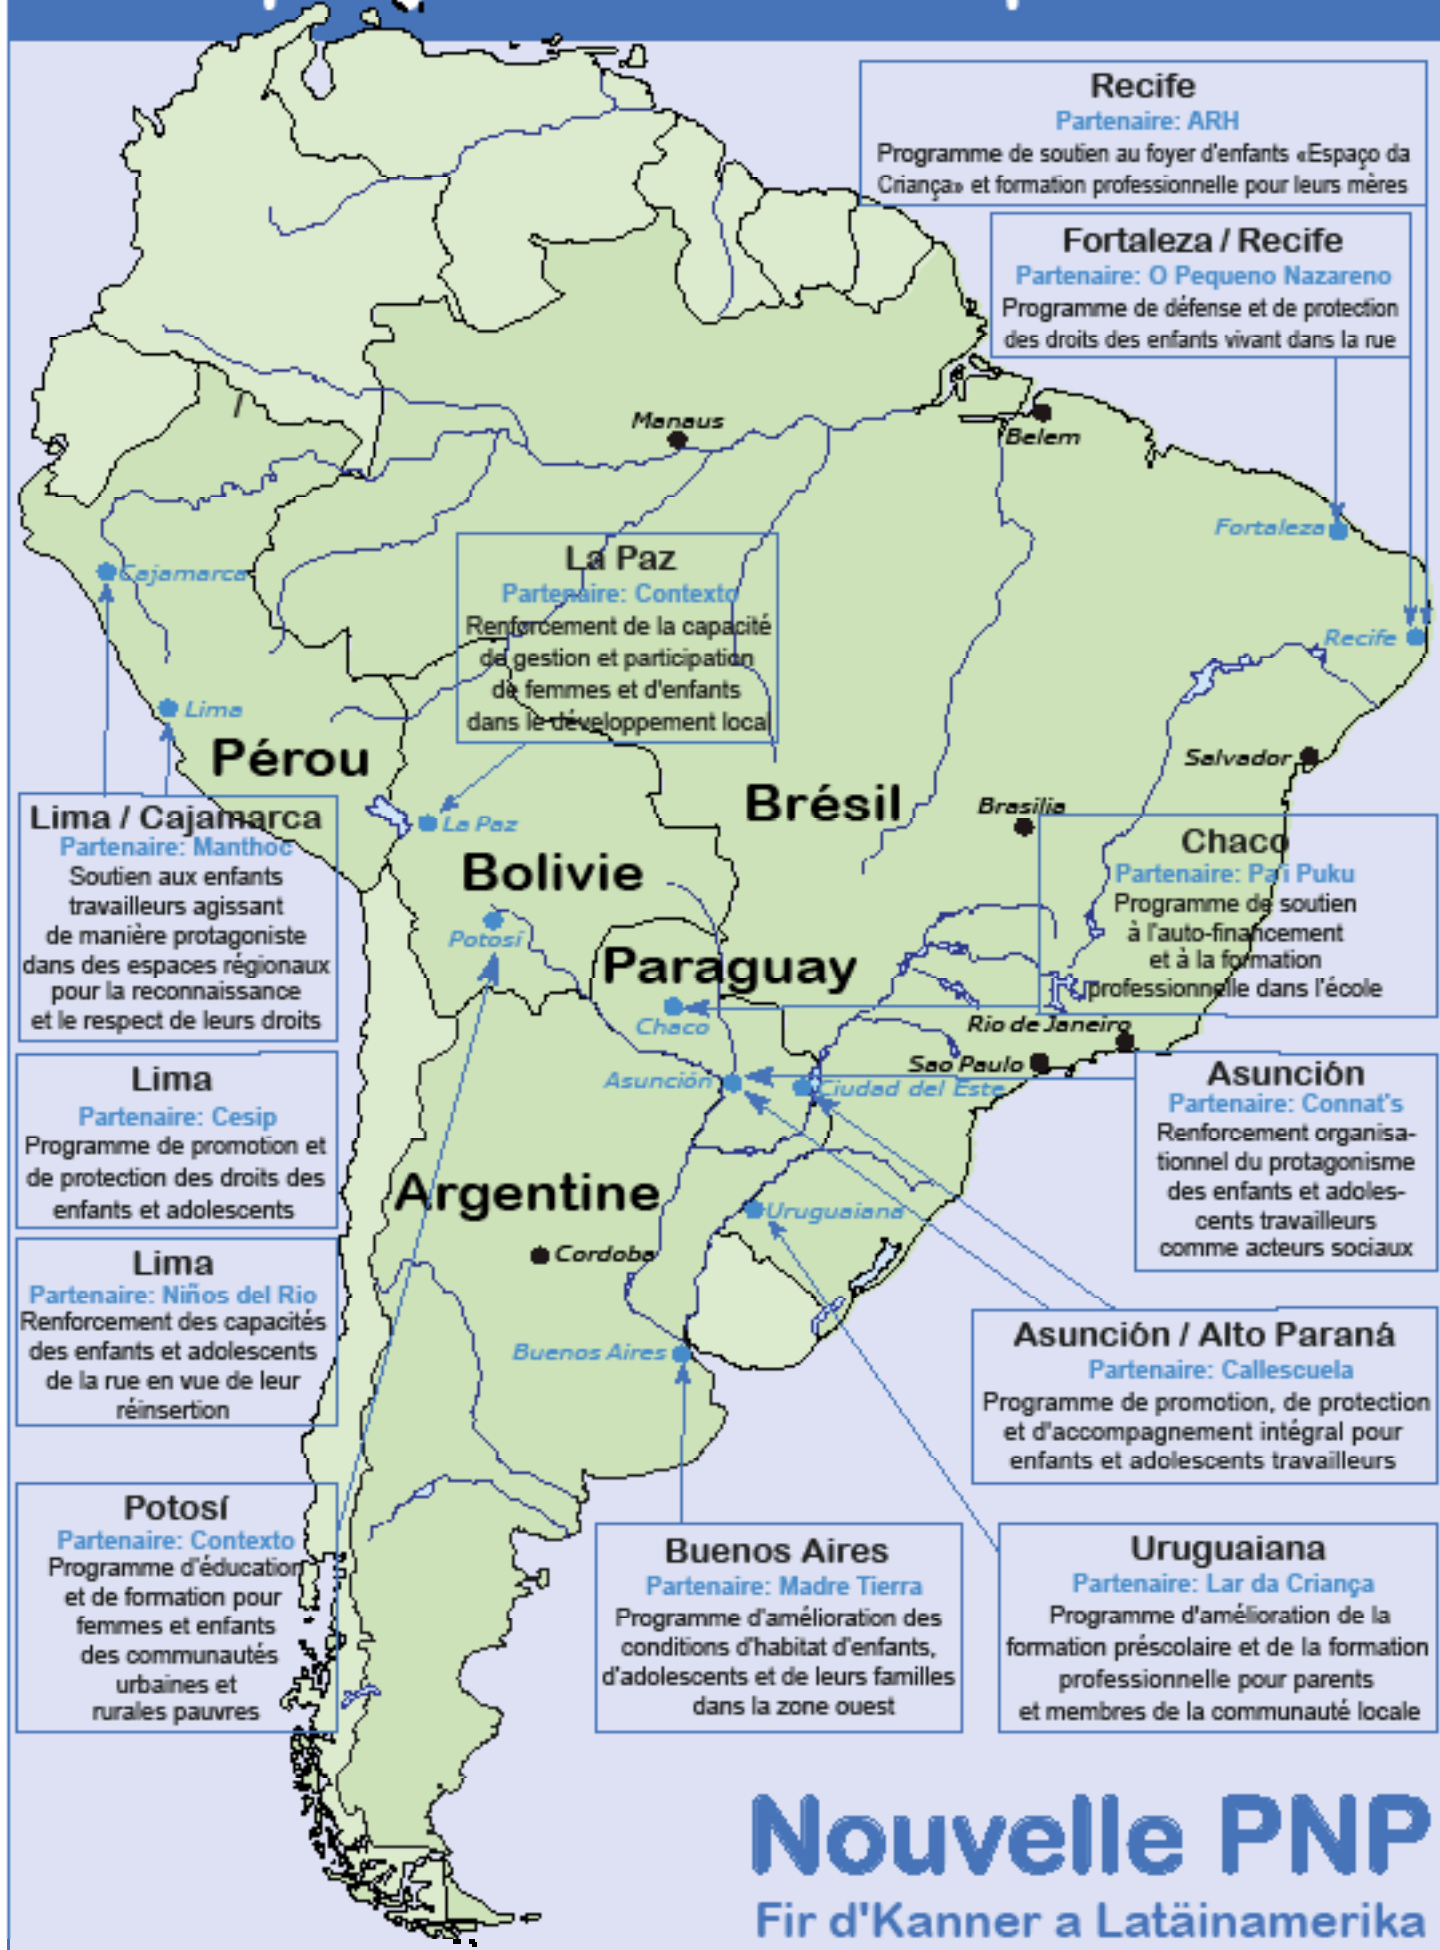 Recife
Partenaire: ARH
Programme de soutien au foyer d'enfants «Espaço da
Criança» et formation professionnelle pour leurs mères
Fortaleza / Recife
Partenaire: O Pequeno Nazareno
Programme de défense et de protection
des droits des enfants vivant dans la rue
Manaus
Belem
Fortaleza
Recife
Cajamarca
Lima
La Paz
Partenaire: Contexto
Renforcement de la capacité
de gestion et participation
de femmes et d'enfants
dans le développement local
Pérou
Brésil
Salvador
Brasilia
La Paz
Bolivie
Potosí
Paraguay
Chaco
Lima / Cajamarca
Partenaire: Manthoc
Soutien aux enfants
travailleurs agissant
de manière protagoniste
dans des espaces régionaux
pour la reconnaissance
et le respect de leurs droits
Chaco
Partenaire: Pa'i Puku
Programme de soutien
à l'auto-financement
et à la formation
professionnelle dans l'école
Rio de Janeiro
Sao Paulo
Asunción
Ciudad del Este
Lima
Partenaire: Cesip
Programme de promotion et
de protection des droits des
enfants et adolescents
Asunción
Partenaire: Connat's
Renforcement organisa-
tionnel du protagonisme
des enfants et adoles-
cents travailleurs
comme acteurs sociaux
Argentine
Uruguaiana
Cordoba
Buenos Aires
Lima
Partenaire: Niños del Rio
Renforcement des capacités
des enfants et adolescents
de la rue en vue de leur
réinsertion
Asunción / Alto Paraná
Partenaire: Callescuela
Programme de promotion, de protection
et d'accompagnement intégral pour
enfants et adolescents travailleurs
Potosí
Partenaire: Contexto
Programme d'éducation
et de formation pour
femmes et enfants
des communautés
urbaines et
rurales pauvres
Buenos Aires
Partenaire: Madre Tierra
Programme d'amélioration des
conditions d'habitat d'enfants,
d'adolescents et de leurs familles
dans la zone ouest
Uruguaiana
Partenaire: Lar da Criança
Programme d'amélioration de la
formation préscolaire et de la formation
professionnelle pour parents
et membres de la communauté locale
Nouvelle PNP
Fir d'Kanner a Latäinamerika